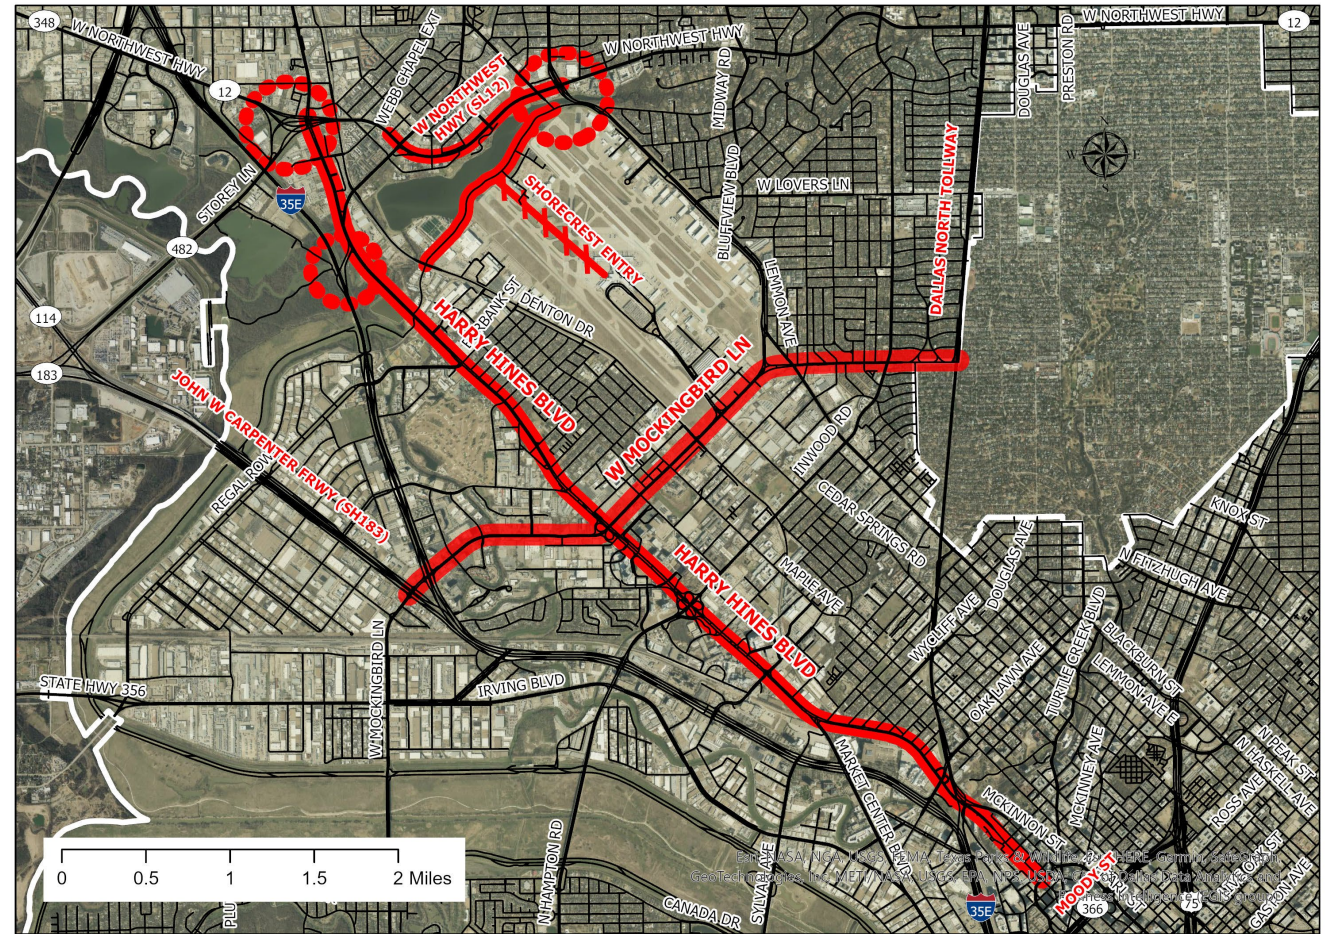 348
W NORTHWEST HWY
12
W NORTHWEST HWY
12
WEBB CHAPEL EXT
W NORTHWEST
HWY (SL12)
W NORTHWEST HWY
MIDWAY RD
DOUGLAS AVE
PRESTON RD
N
W
DALLAS NORTH TOLLWAY
BLUFFVIEW BLVD
W LOVERS LN
STOREY LN
35E
SHORECREST ENTRY
482
114
183
DENTON DR
LEMMON AVE
HARRY HINES BLVD
JOHN W CARPENTER FRWY (SH183)
REGAL ROW
W MOCKINGBIRD LN
INWOOD RD
CEDAR SPRINGS RD
KNOX ST
N FITZHUGH AVE
HARRY HINES BLVD
MAPLE AVE
DOUGLAS AVE
WYCLIFF AVE
OAK LAWN AVE
TURTLE CREEK BLVD
BLACKBURN ST
LEMMON AVE E
STATE HWY 356
W MOCKINGBIRD LN
IRVING BLVD
MARKET CENTER
MCKINNON ST
MCKINNEY AVE
N PEAK ST
N HASKELL AVE
ROSS AVE
GASTON AVE
N HAMPTON RD
SYLVAN AVE
CANADA DR
MOODY ST
35E
366
75
0 0.5 1 1.5 2 Miles